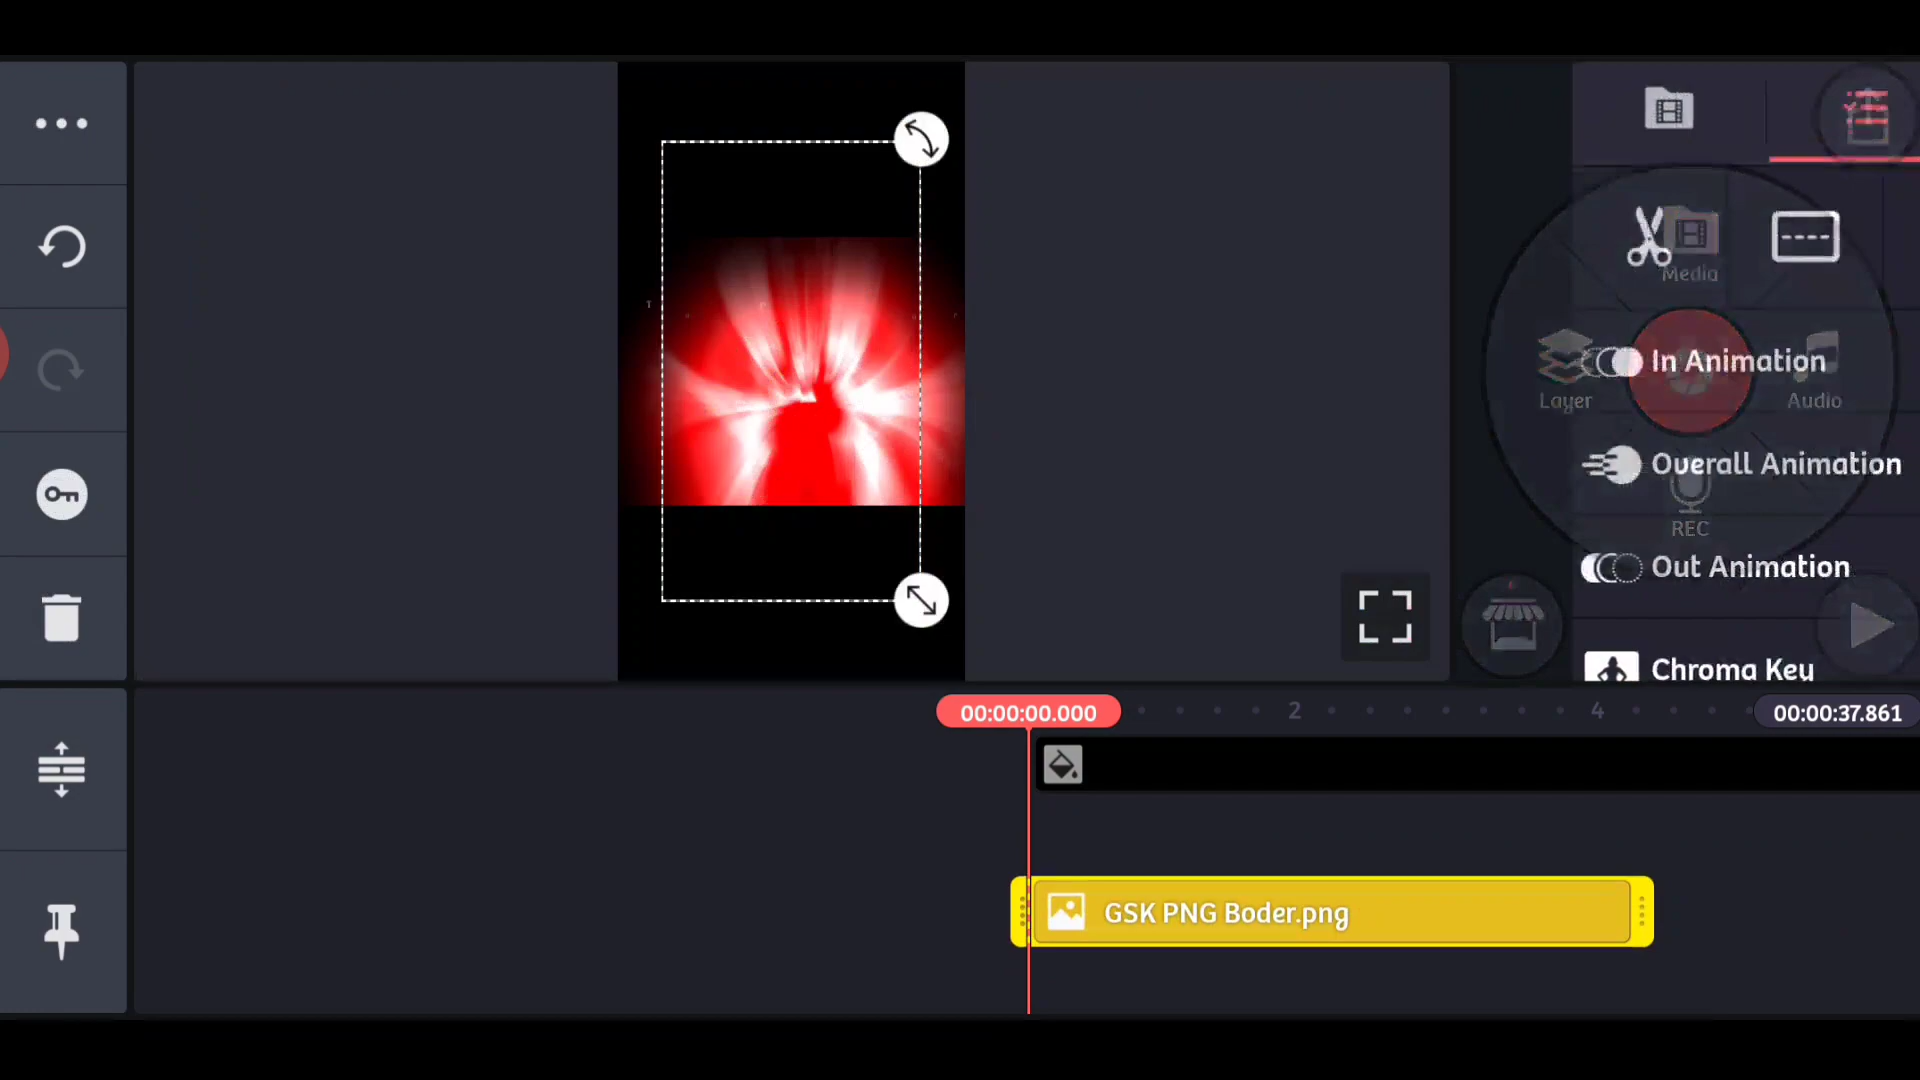 Media
In Animation
Layer
Audio
Overall Animation
REC
Out Animation
Chroma Key
00:00:00.000
2
4
00:00:37.861
GSK PNG Boder.png